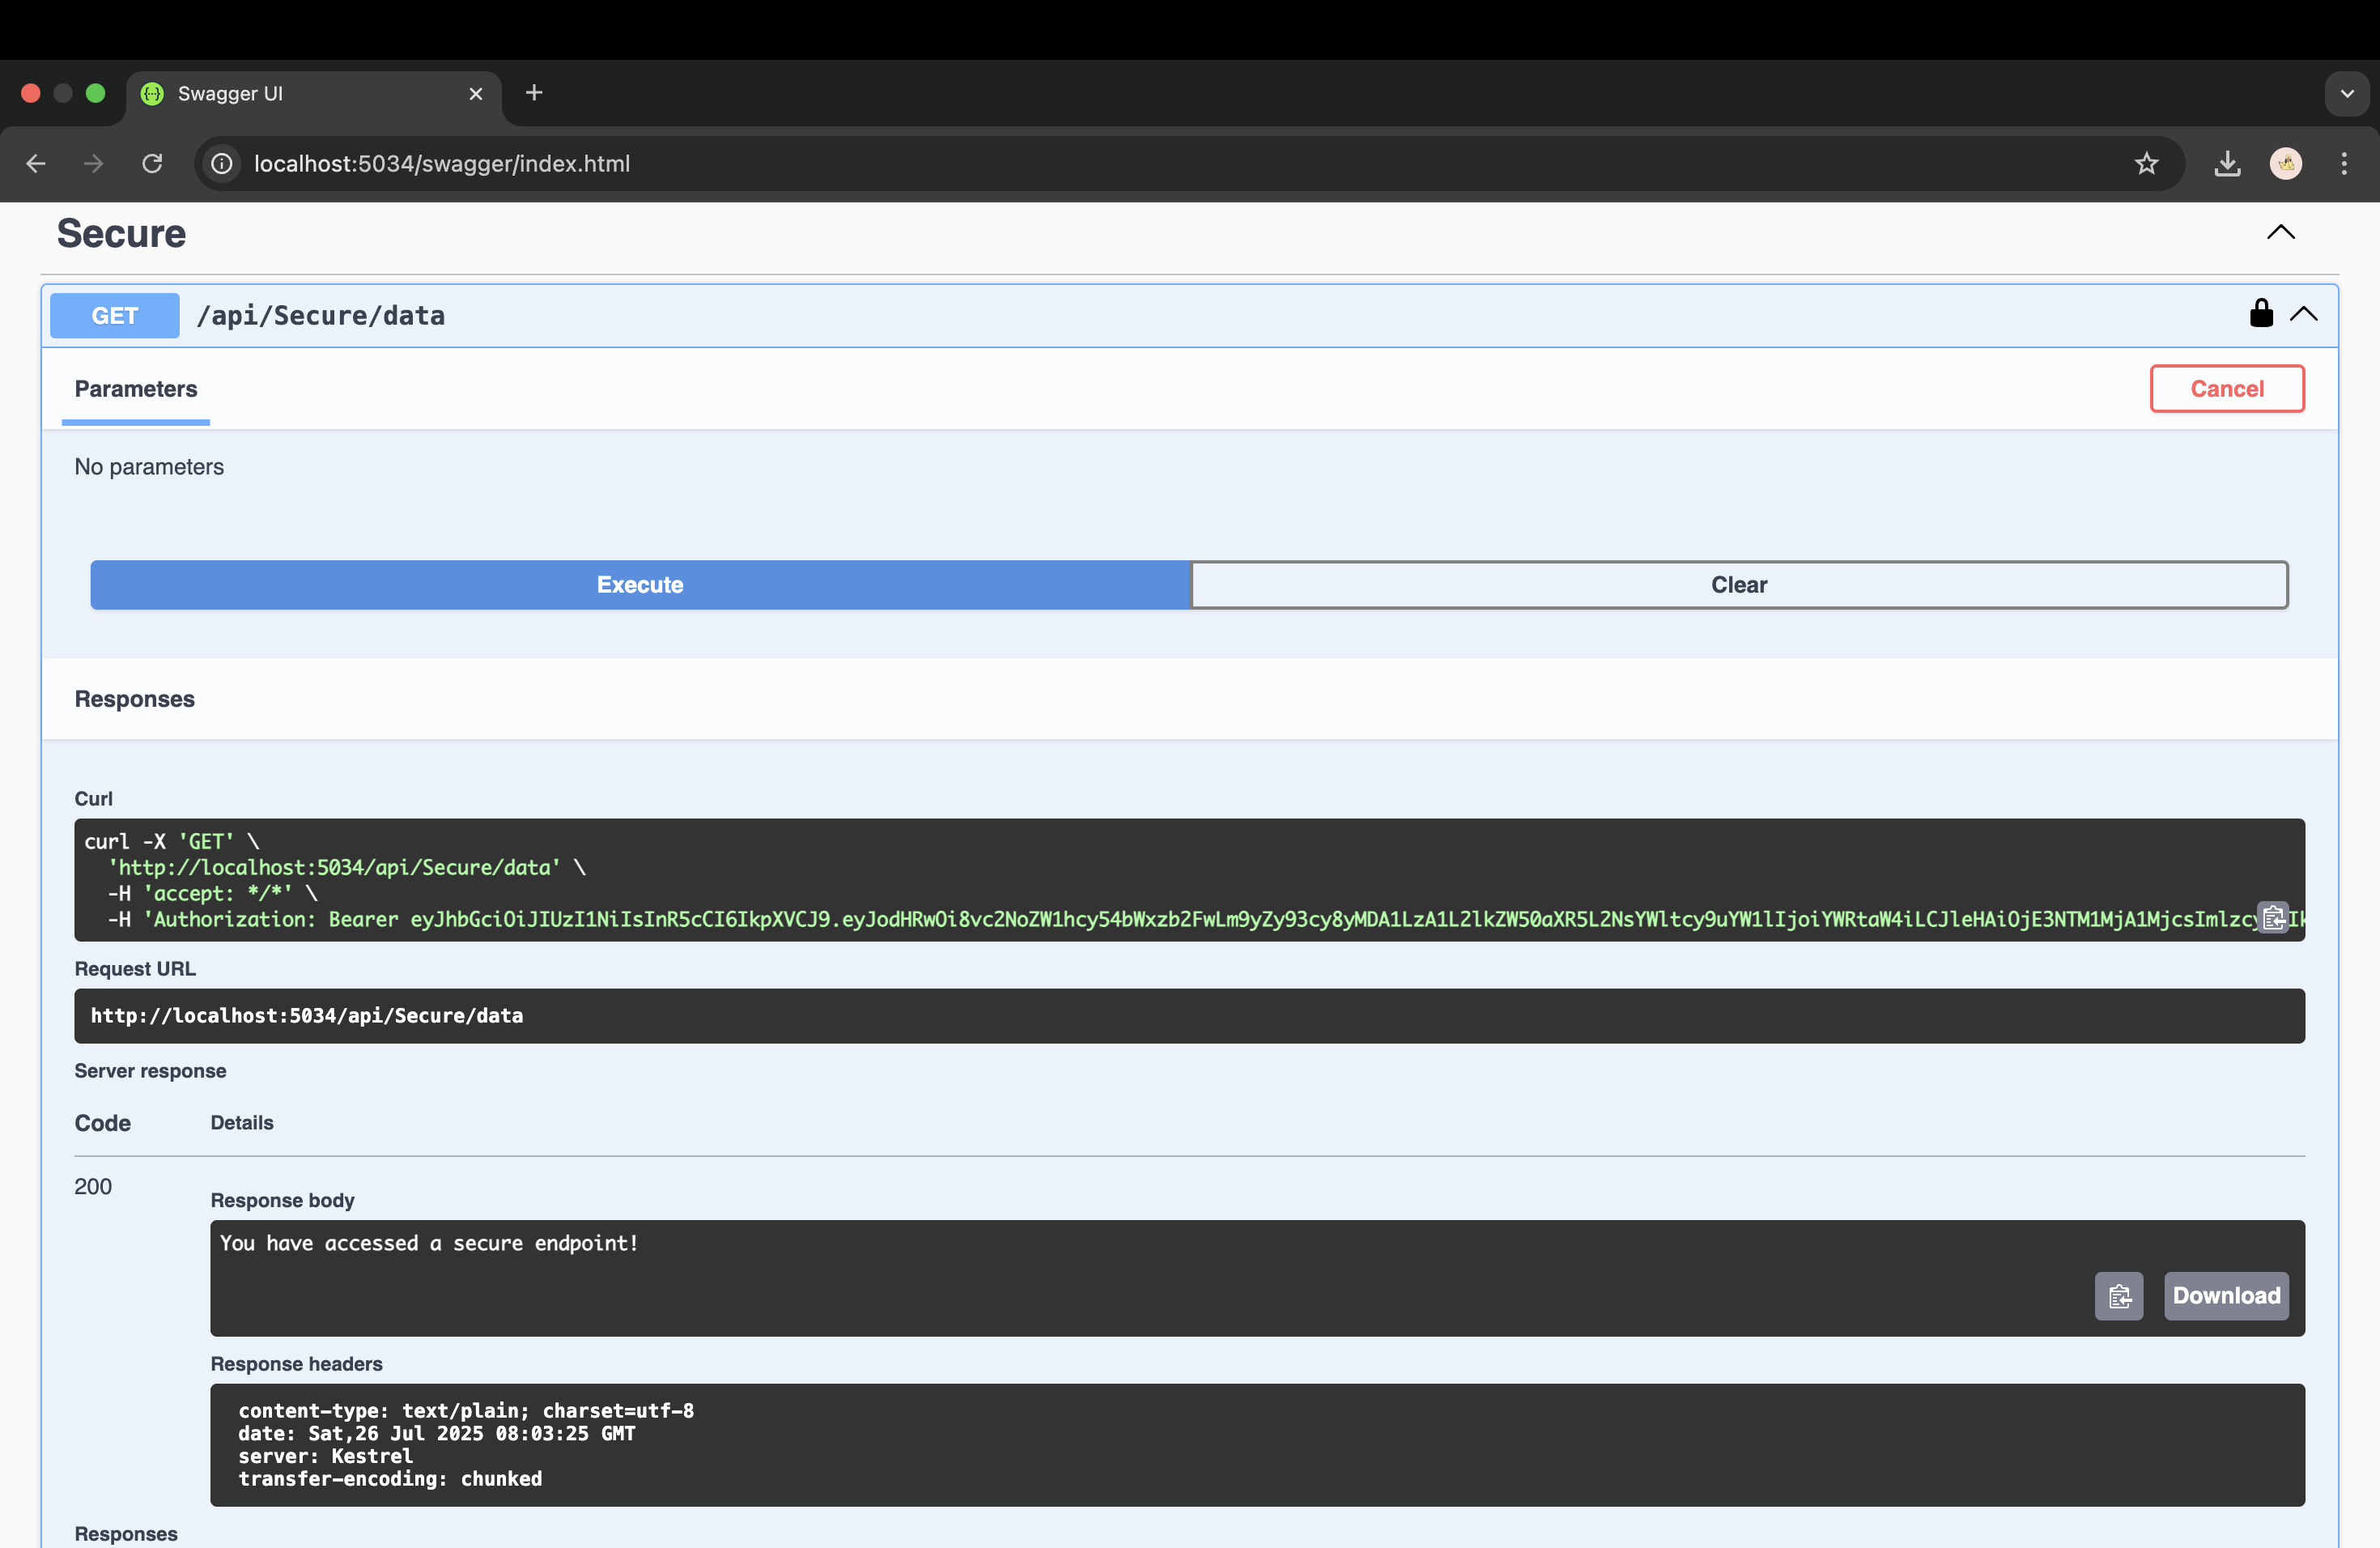 Swagger UI
localhost:5034/swagger/index.html
Secure
GET /api/Secure/data
Parameters
Cancel
No parameters
Execute
Clear
Responses
Curl
curl -X 'GET' \
'http://localhost:5034/api/Secure/data' \
-H 'accept: */*' \
-H 'Authorization: Bearer eyJhbGciOiJIUzI1NiIsInR5cCI6IkpXVCJ9.eyJodHRwOi8vc2NoZW1hcy54bWxzb2FwLm9yZy93cy8yMDA1LzA1L2lkZW50aXR5L2NsYWltcy9uYW1lIjoiYWRtaW4iLCJleHAiOjE3NTM1MjA1MjcsImlzcy
Request URL
http://localhost:5034/api/Secure/data
Server response
Code Details
200
Response body
You have accessed a secure endpoint!
Download
Response headers
content-type: text/plain; charset=utf-8
date: Sat,26 Jul 2025 08:03:25 GMT
server: Kestrel
transfer-encoding: chunked
Responses